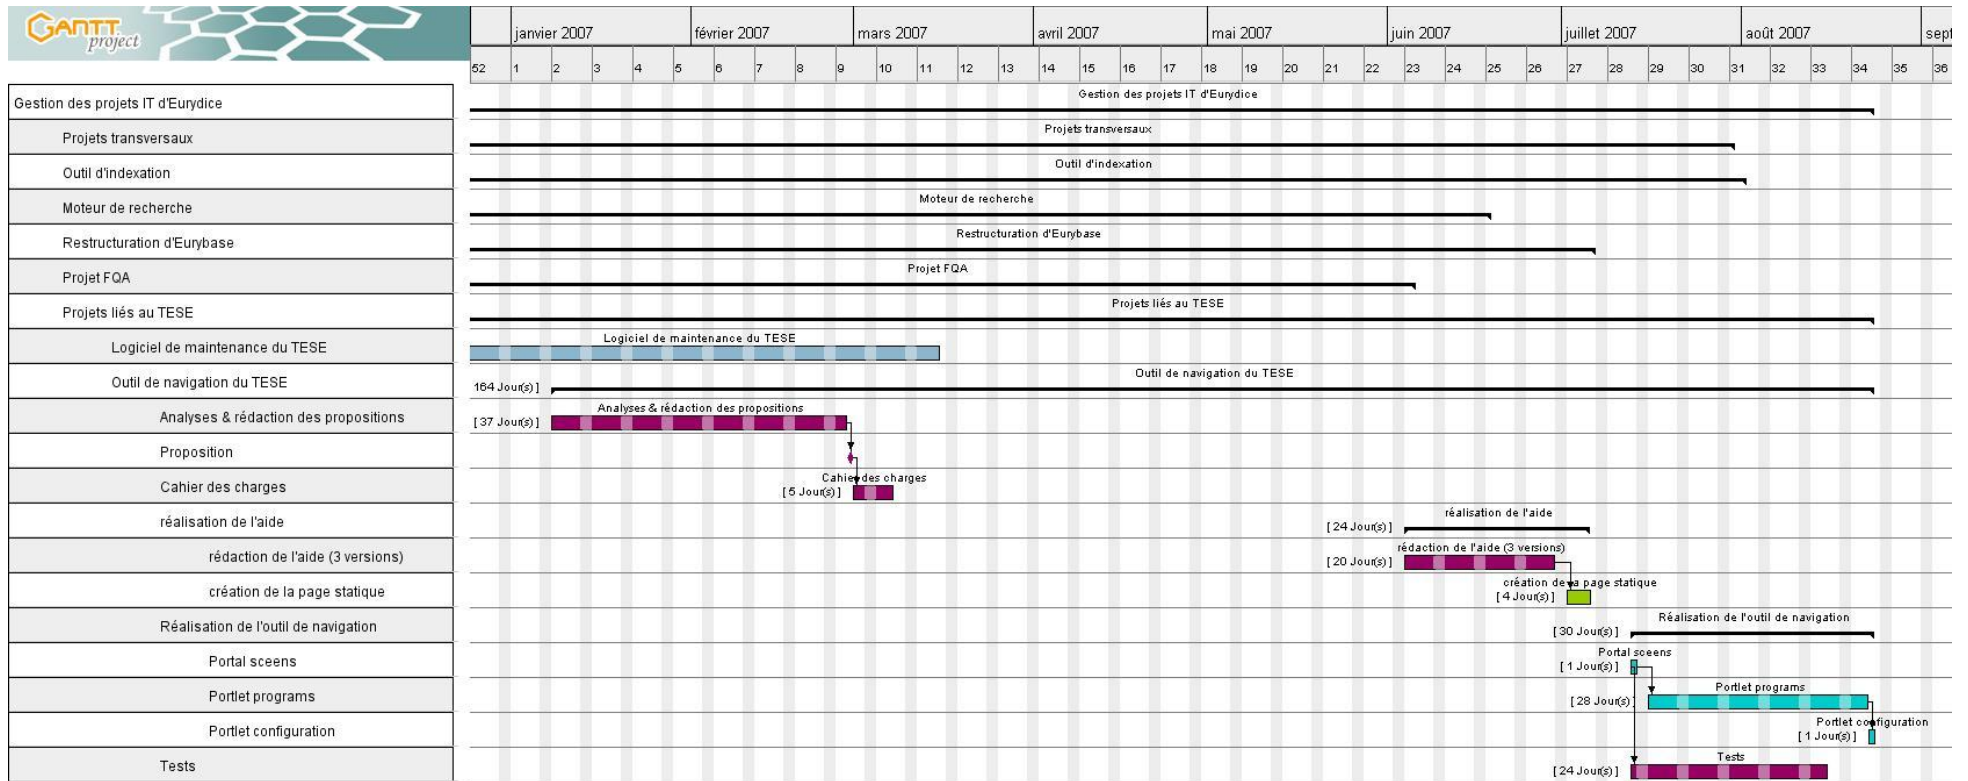 GANTT
project
janvier 2007 février 2007 mars 2007 avril 2007 mai 2007 juin 2007 juillet 2007 août 2007 sept
52 1 2 3 4 5 6 7 8 9 10 11 12 13 14 15 16 17 18 19 20 21 22 23 24 25 26 27 28 29 30 31 32 33 34 35 36
Gestion des projets IT d'Eurydice
Gestion des projets IT d'Eurydice
Projets transversaux
Projets transversaux
Outil d'indexation
Outil d'indexation
Moteur de recherche
Moteur de recherche
Restructuration d'Eurybase
Restructuration d'Eurybase
Projet FQA
Projet FQA
Projets liés au TESE
Projets liés au TESE
Logiciel de maintenance du TESE
Logiciel de maintenance du TESE
Outil de navigation du TESE
Outil de navigation du TESE
164 Jour(s) ]
Analyses & rédaction des propositions
Analyses & rédaction des propositions
[ 37 Jour(s) ]
Proposition
Cahier des charges
Cahier des charges
[ 5 Jour(s) ]
réalisation de l'aide
réalisation de l'aide
[ 24 Jour(s) ]
rédaction de l'aide (3 versions)
rédaction de l'aide (3 versions)
[ 20 Jour(s) ]
création de la page statique
création de la page statique
[ 4 Jour(s) ]
Réalisation de l'outil de navigation
Réalisation de l'outil de navigation
[ 30 Jour(s) ]
Portal sceens
Portal sceens
[ 1 Jour(s) ]
Portlet programs
Portlet programs
[ 28 Jour(s) ]
Portlet configuration
Portlet configuration
[ 1 Jour(s) ]
Tests
Tests
[ 24 Jour(s) ]